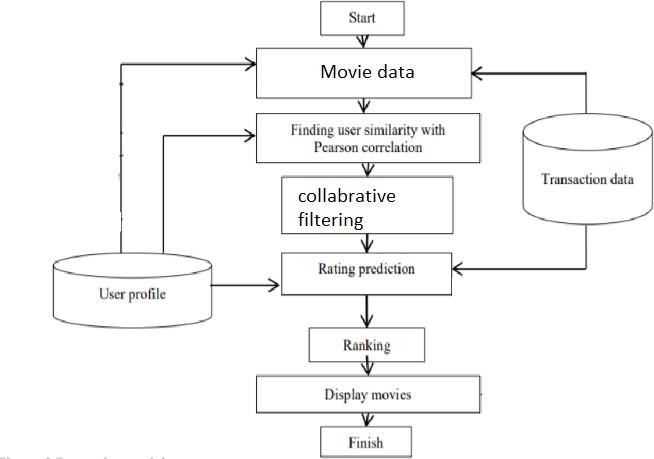 Start
Movie data
Finding user similarity with
Pearson correlation
Transaction data
collabrative
filtering
Rating prediction
User profile
Ranking
Display movies
Finish